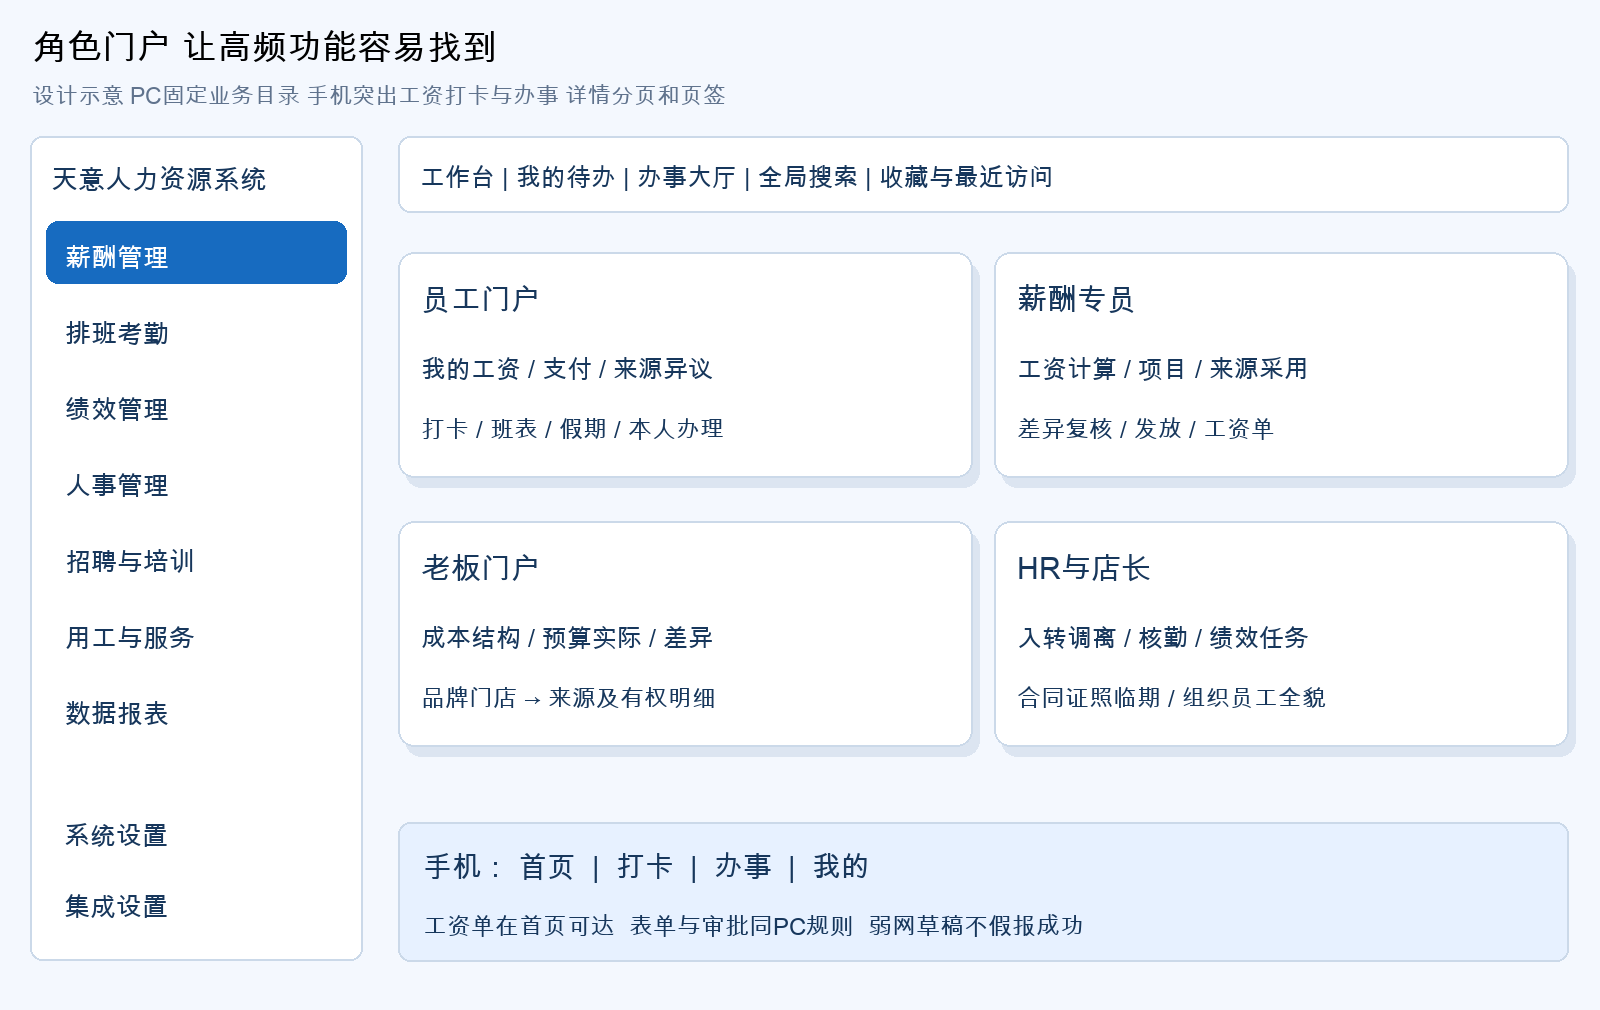 角色门户 让高频功能容易找到
设计示意 PC固定业务目录 手机突出工资打卡与办事 详情分页和页签
天意人力资源系统
薪酬管理
排班考勤
绩效管理
人事管理
招聘与培训
用工与服务
数据报表
系统设置
集成设置
工作台 | 我的待办 | 办事大厅 | 全局搜索 | 收藏与最近访问
员工门户
我的工资 / 支付 / 来源异议
打卡 / 班表 / 假期 / 本人办理
薪酬专员
工资计算 / 项目 / 来源采用
差异复核 / 发放 / 工资单
老板门户
成本结构 / 预算实际 / 差异
品牌门店 → 来源及有权明细
HR与店长
入转调离 / 核勤 / 绩效任务
合同证照临期 / 组织员工全貌
手机： 首页 | 打卡 | 办事 | 我的
工资单在首页可达 表单与审批同PC规则 弱网草稿不假报成功